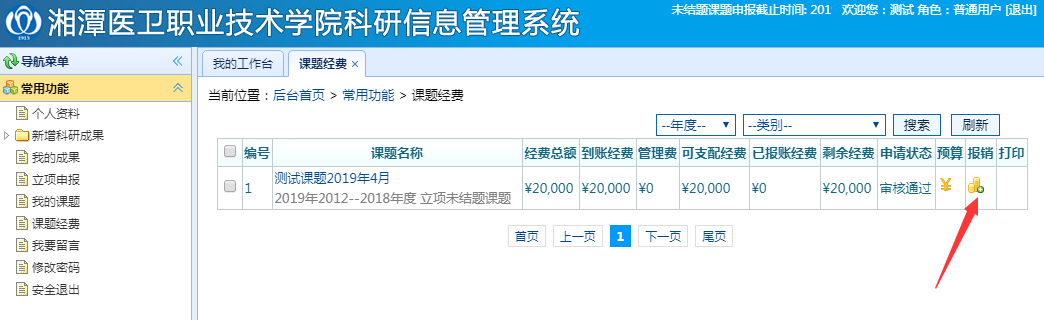 湘潭医卫职业技术学院科研信息管理系统
未结题课题申报截止时间: 201 欢迎您：测试 角色：普通用户 [退出]
1915
导航菜单
常用功能
个人资料
新增科研成果
我的成果
立项申报
我的课题
课题经费
我要留言
修改密码
安全退出
我的工作台 课题经费 ×
当前位置：后台首页 > 常用功能 > 课题经费
--年度-- --类别-- 搜索 刷新
编号 课题名称 经费总额 到账经费 管理费 可支配经费 已报账经费 剩余经费 申请状态 预算 报销 打印
1 测试课题2019年4月 ¥20,000 ¥20,000 ¥0 ¥20,000 ¥0 ¥20,000 审核通过 ¥
2019年2012--2018年度 立项未结题课题
首页 上一页 1 下一页 尾页